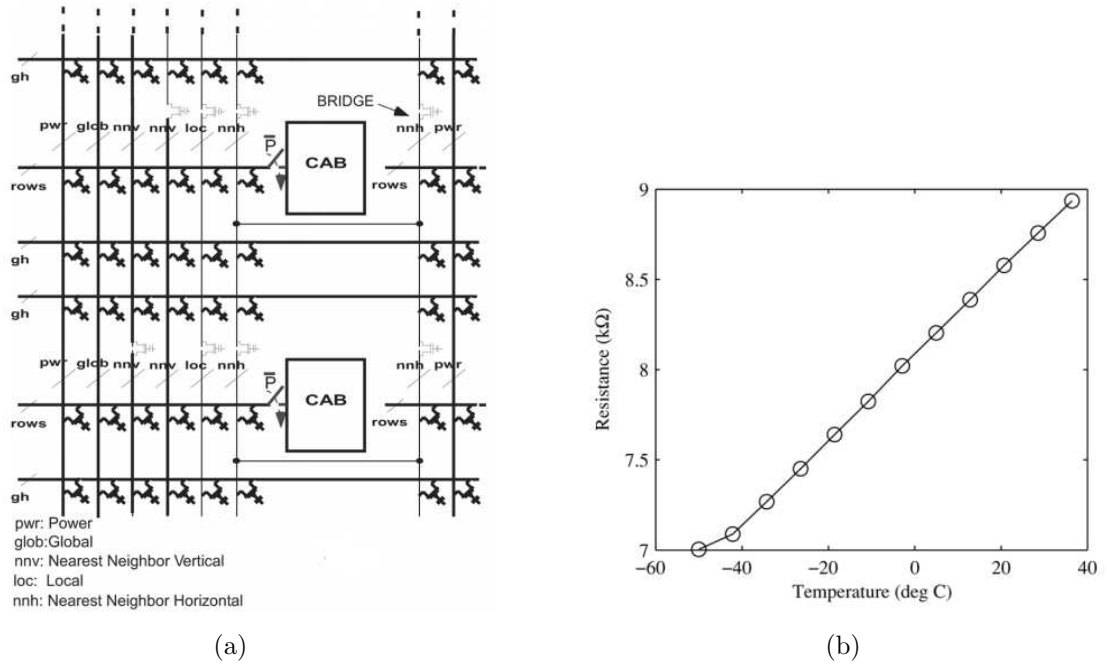 gh
BRIDGE
pwr glob nnv nnv loc nnh nnh pwr
P
CAB
rows rows
gh
gh
pwr glob nnv nnv loc nnh nnh pwr
P
CAB
rows rows
gh
pwr: Power
glob:Global
nnv: Nearest Neighbor Vertical
loc: Local
nnh: Nearest Neighbor Horizontal
(a)
9
8.5
8
7.5
7
Resistance (kΩ)
−60 −40 −20 0 20 40
Temperature (deg C)
(b)